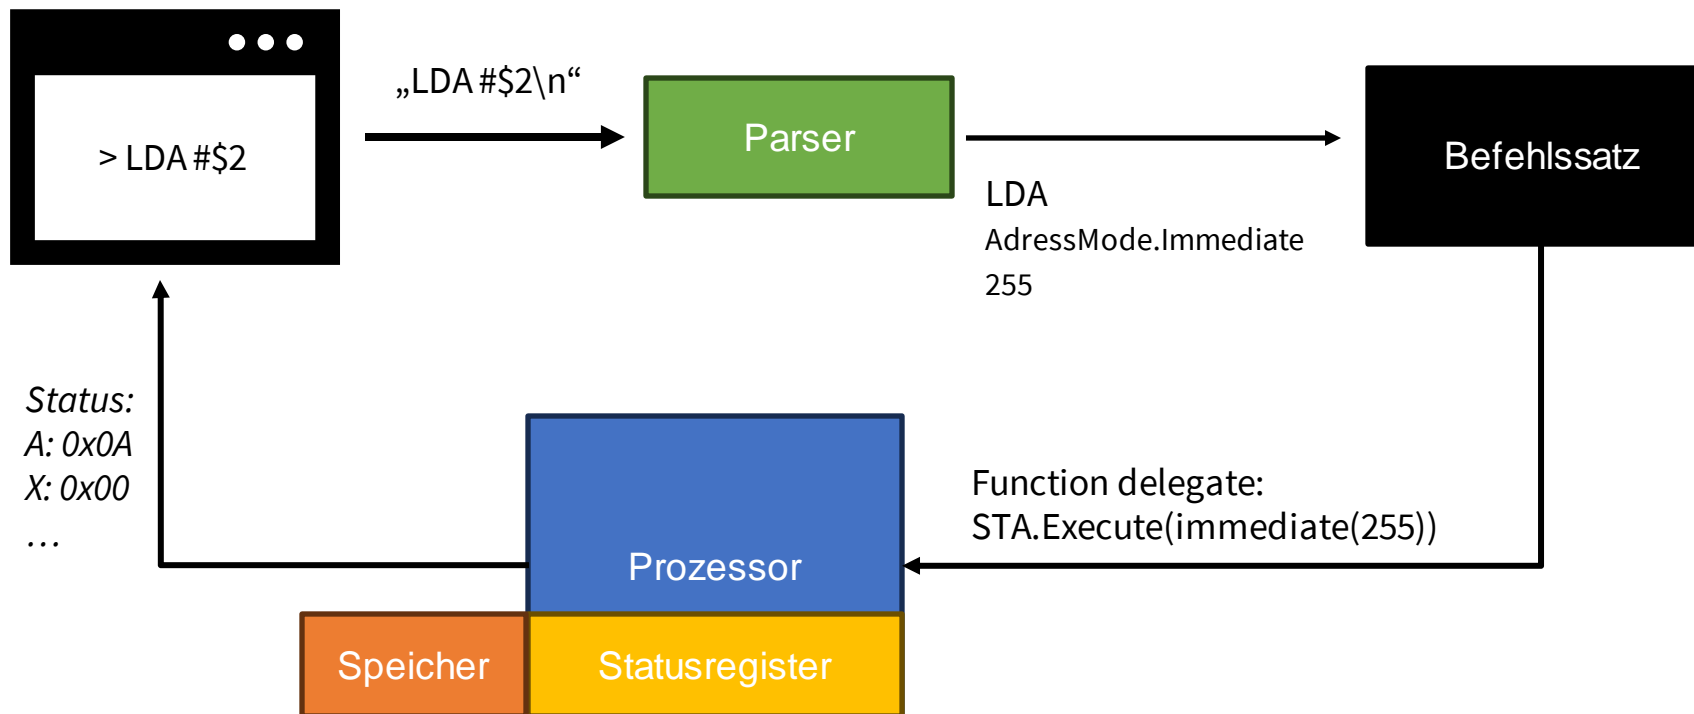 > LDA #$2
„LDA #$2\n“
Parser
LDA
AdressMode.Immediate
255
Befehlssatz
Function delegate:
STA.Execute(immediate(255))
Prozessor
Speicher
Statusregister
Status:
A: 0x0A
X: 0x00
…